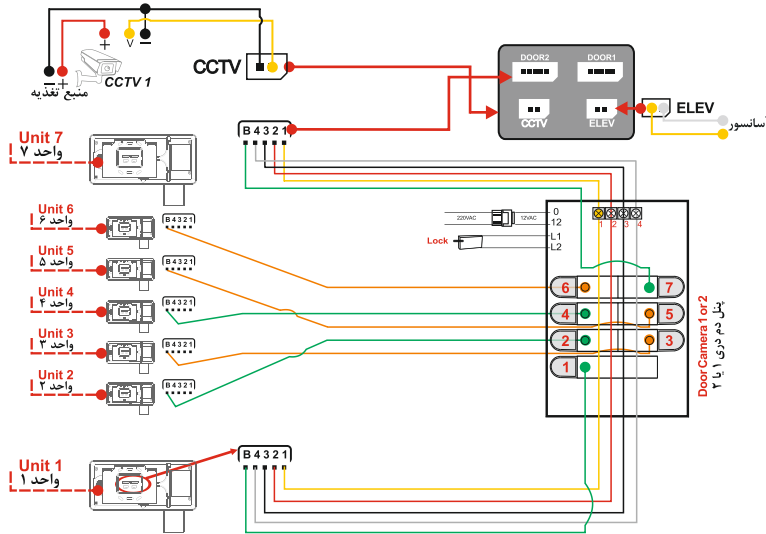 +
V
−
−
+
CCTV 1
منبع تغذیه
CCTV
DOOR2
DOOR1
CCTV
ELEV
ELEV
آسانسور
Unit 7
واحد ۷
B 4 3 2 1
Unit 6
واحد ۶
B 4 3 2 1
Unit 5
واحد ۵
B 4 3 2 1
Unit 4
واحد ۴
B 4 3 2 1
Unit 3
واحد ۳
B 4 3 2 1
Unit 2
واحد ۲
B 4 3 2 1
Unit 1
واحد ۱
B 4 3 2 1
220VAC
12VAC
0
12
Lock
L1
L2
1 2 3 4
6 7
4 5
2 3
1
Door Camera 1 or 2
پنل دم دری ۱ یا ۲